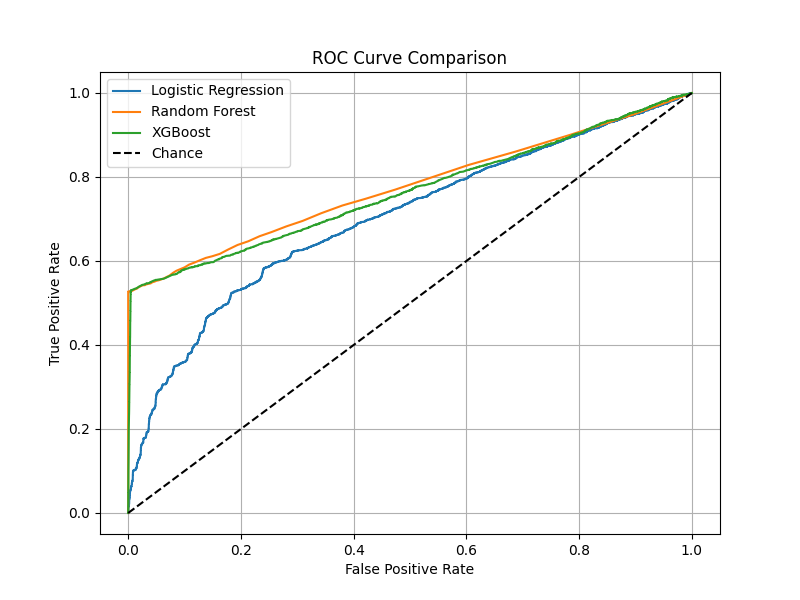 ROC Curve Comparison
Logistic Regression
Random Forest
XGBoost
Chance
1.0
0.8
0.6
0.4
0.2
0.0
True Positive Rate
0.0 0.2 0.4 0.6 0.8 1.0
False Positive Rate